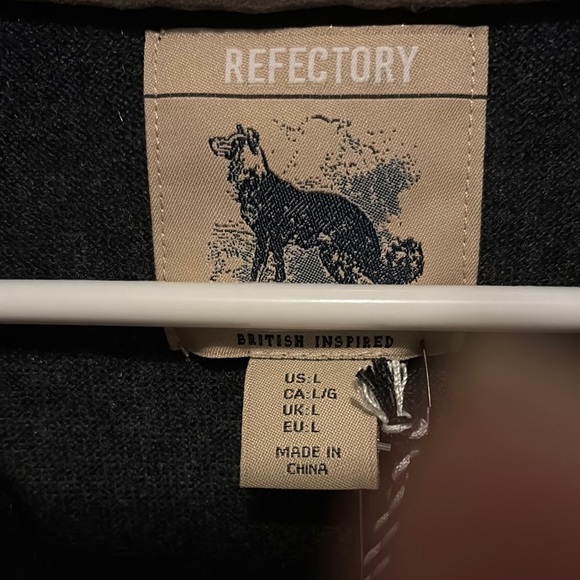 REFECTORY
BRITISH INSPIRED
US:L
CA:L/G
UK:L
EU:L
MADE IN
CHINA